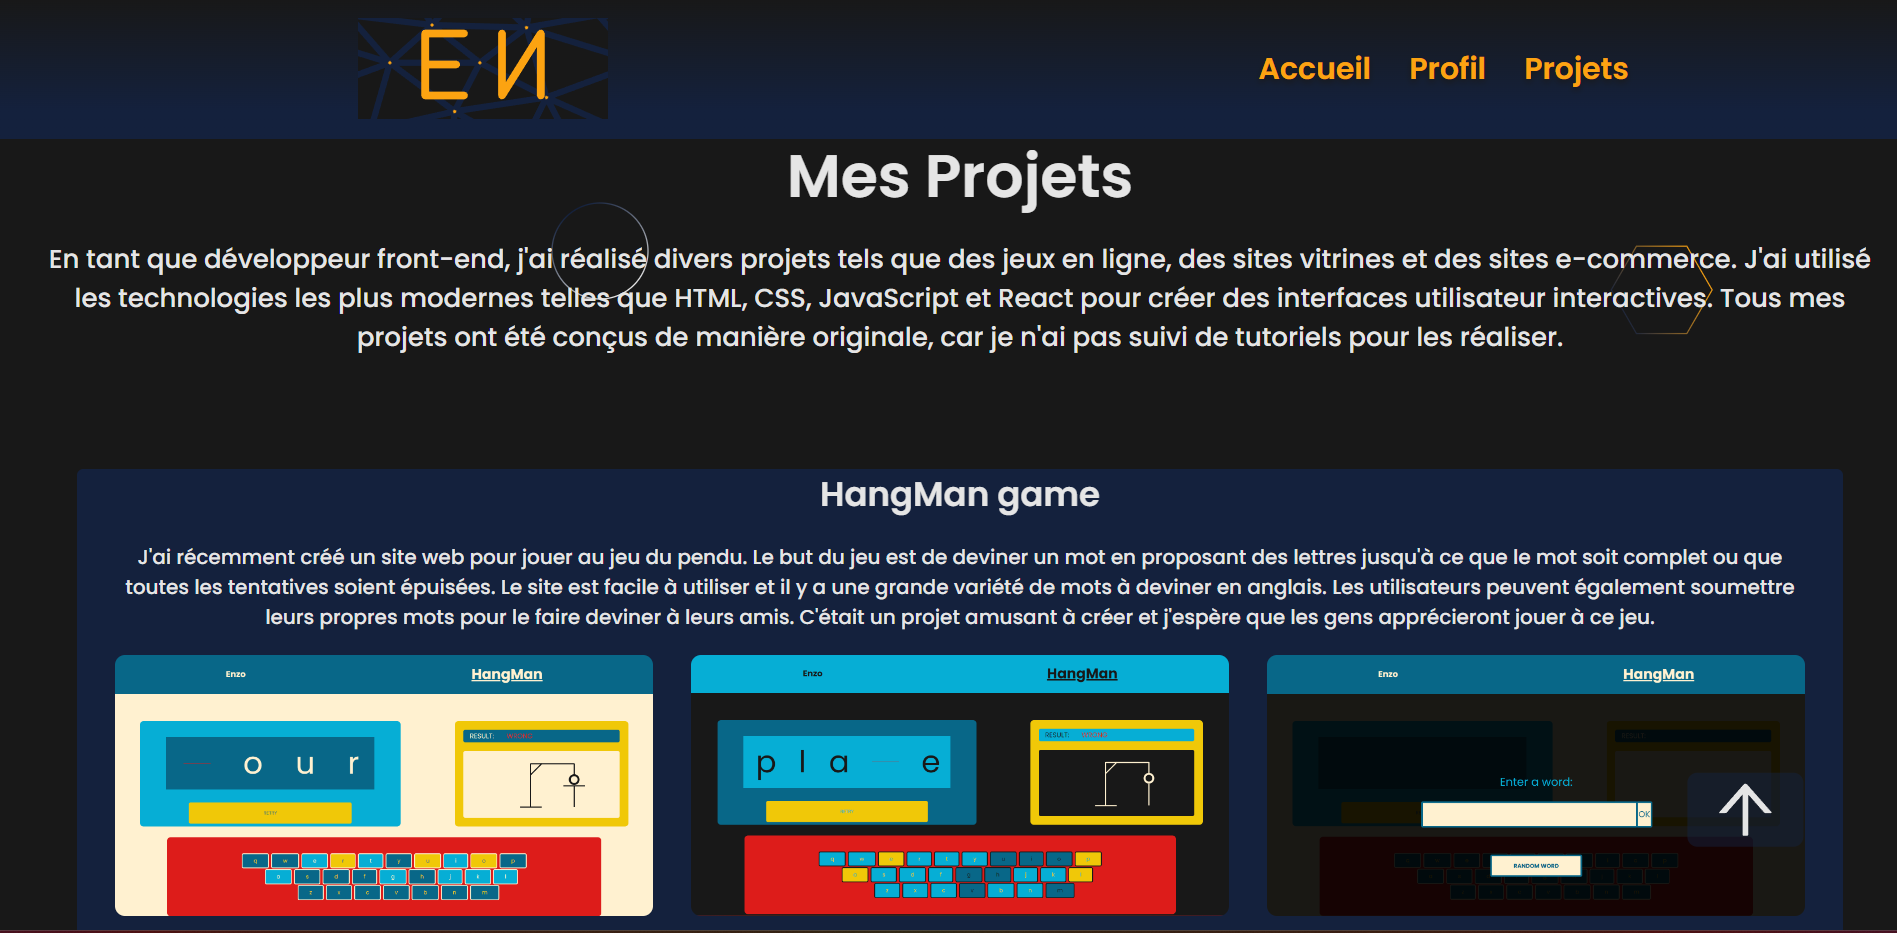 EN
Accueil Profil Projets
Mes Projets
En tant que développeur front-end, j'ai réalisé divers projets tels que des jeux en ligne, des sites vitrines et des sites e-commerce. J'ai utilisé
les technologies les plus modernes telles que HTML, CSS, JavaScript et React pour créer des interfaces utilisateur interactives. Tous mes
projets ont été conçus de manière originale, car je n'ai pas suivi de tutoriels pour les réaliser.
HangMan game
J'ai récemment créé un site web pour jouer au jeu du pendu. Le but du jeu est de deviner un mot en proposant des lettres jusqu'à ce que le mot soit complet ou que
toutes les tentatives soient épuisées. Le site est facile à utiliser et il y a une grande variété de mots à deviner en anglais. Les utilisateurs peuvent également soumettre
leurs propres mots pour le faire deviner à leurs amis. C'était un projet amusant à créer et j'espère que les gens apprécieront jouer à ce jeu.
Enzo HangMan
RESULT:
o u r
Enzo HangMan
RESULT:
p l a e
Enzo HangMan
Enter a word:
OK
RANDOM WORD